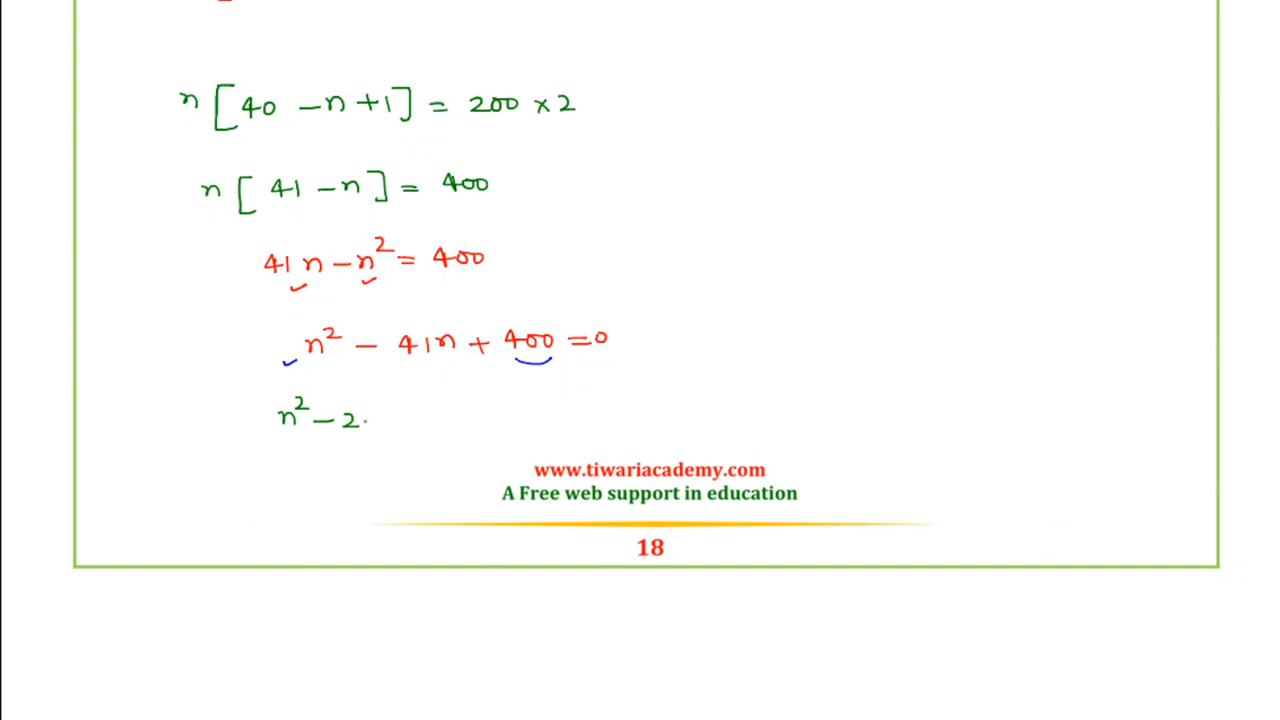 n [40 - n + 1] = 200 × 2
n [41 - n] = 400
41n - n² = 400
n² - 41n + 400 = 0
n² - 2
www.tiwariacademy.com
A Free web support in education
18